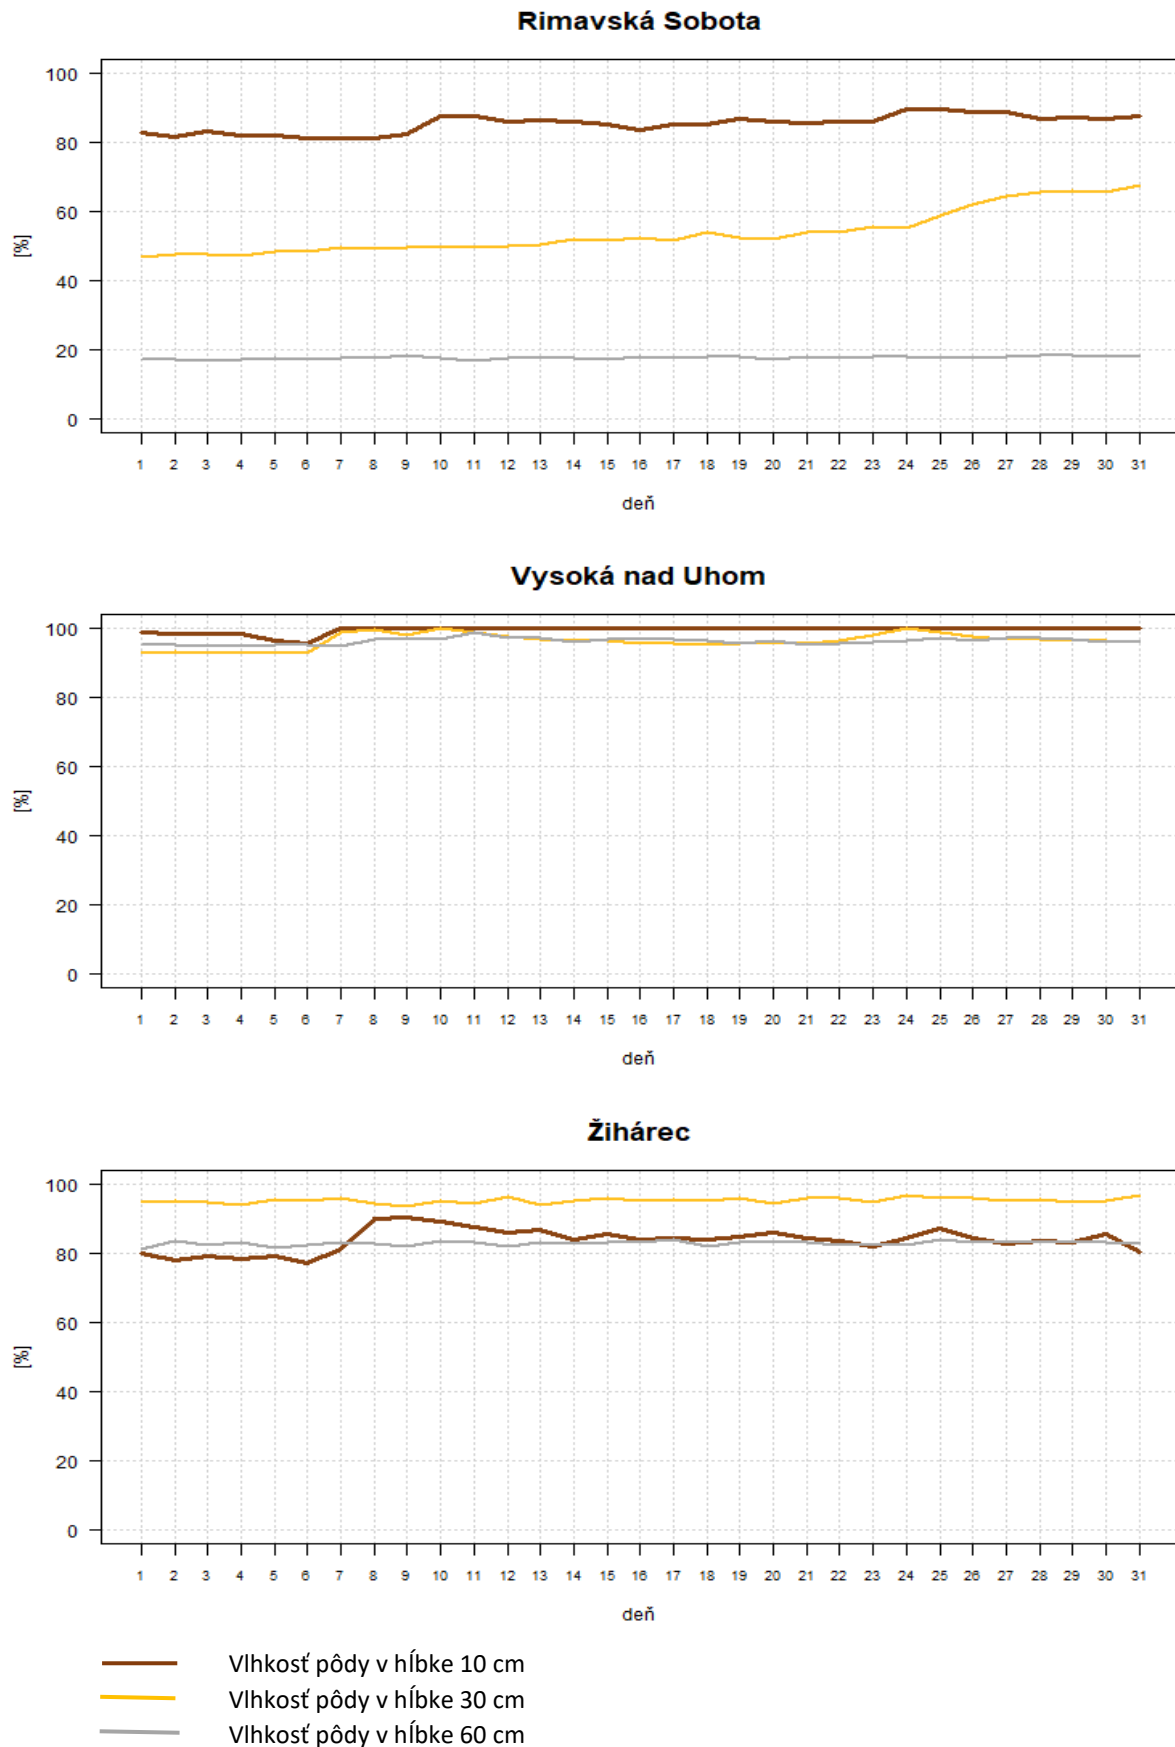 Rimavská Sobota
100
80
60
40
20
0
[%]
1 2 3 4 5 6 7 8 9 10 11 12 13 14 15 16 17 18 19 20 21 22 23 24 25 26 27 28 29 30 31
deň
Vysoká nad Uhom
100
80
60
40
20
0
[%]
1 2 3 4 5 6 7 8 9 10 11 12 13 14 15 16 17 18 19 20 21 22 23 24 25 26 27 28 29 30 31
deň
Žihárec
100
80
60
40
20
0
[%]
1 2 3 4 5 6 7 8 9 10 11 12 13 14 15 16 17 18 19 20 21 22 23 24 25 26 27 28 29 30 31
deň
Vlhkosť pôdy v hĺbke 10 cm
Vlhkosť pôdy v hĺbke 30 cm
Vlhkosť pôdy v hĺbke 60 cm